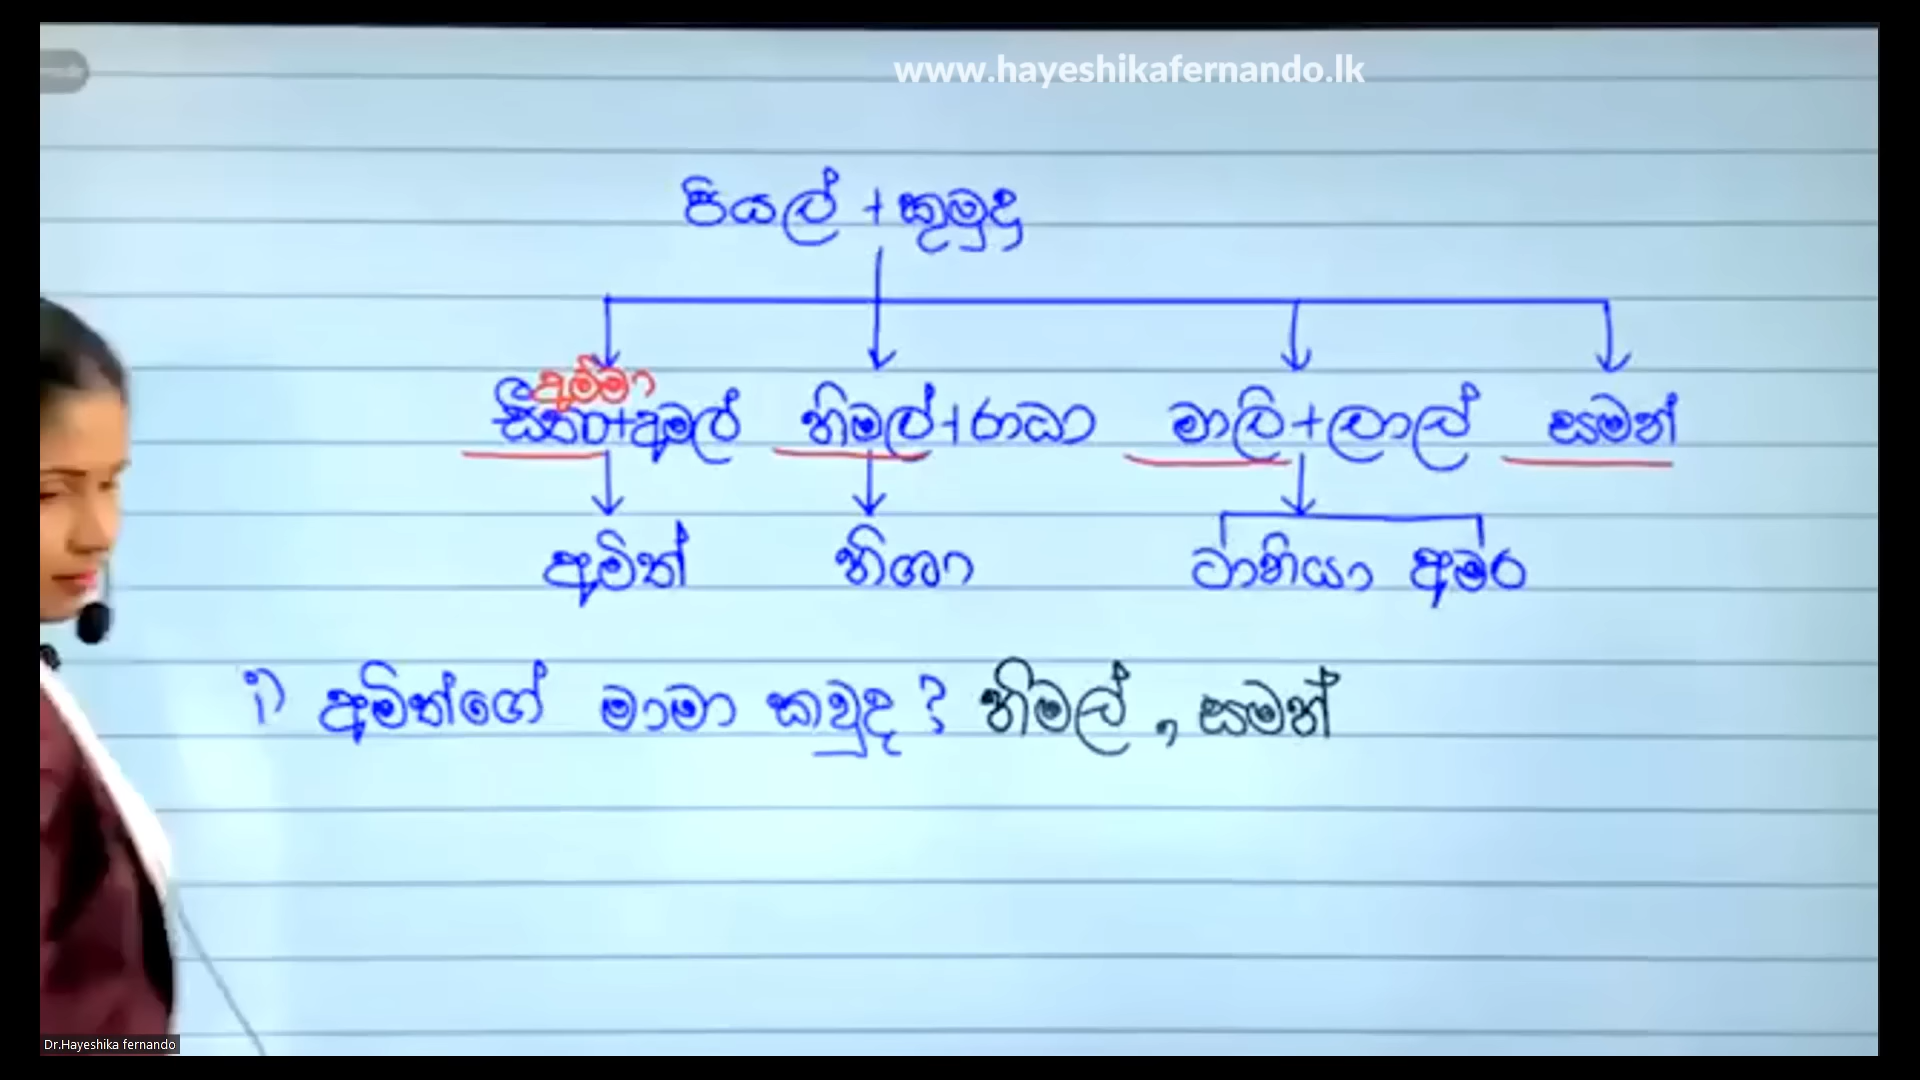 www.hayeshikafernando.lk
පියල් + කුමුදු
අම්මා
සීතා+අමල් නිමල්+රාධා මාලි+ලාල් සමන්
අමිත් නිශා ටානියා අමර
i) අමිත්ගේ මාමා කවුද ? නිමල් , සමන්
Dr.Hayeshika fernando